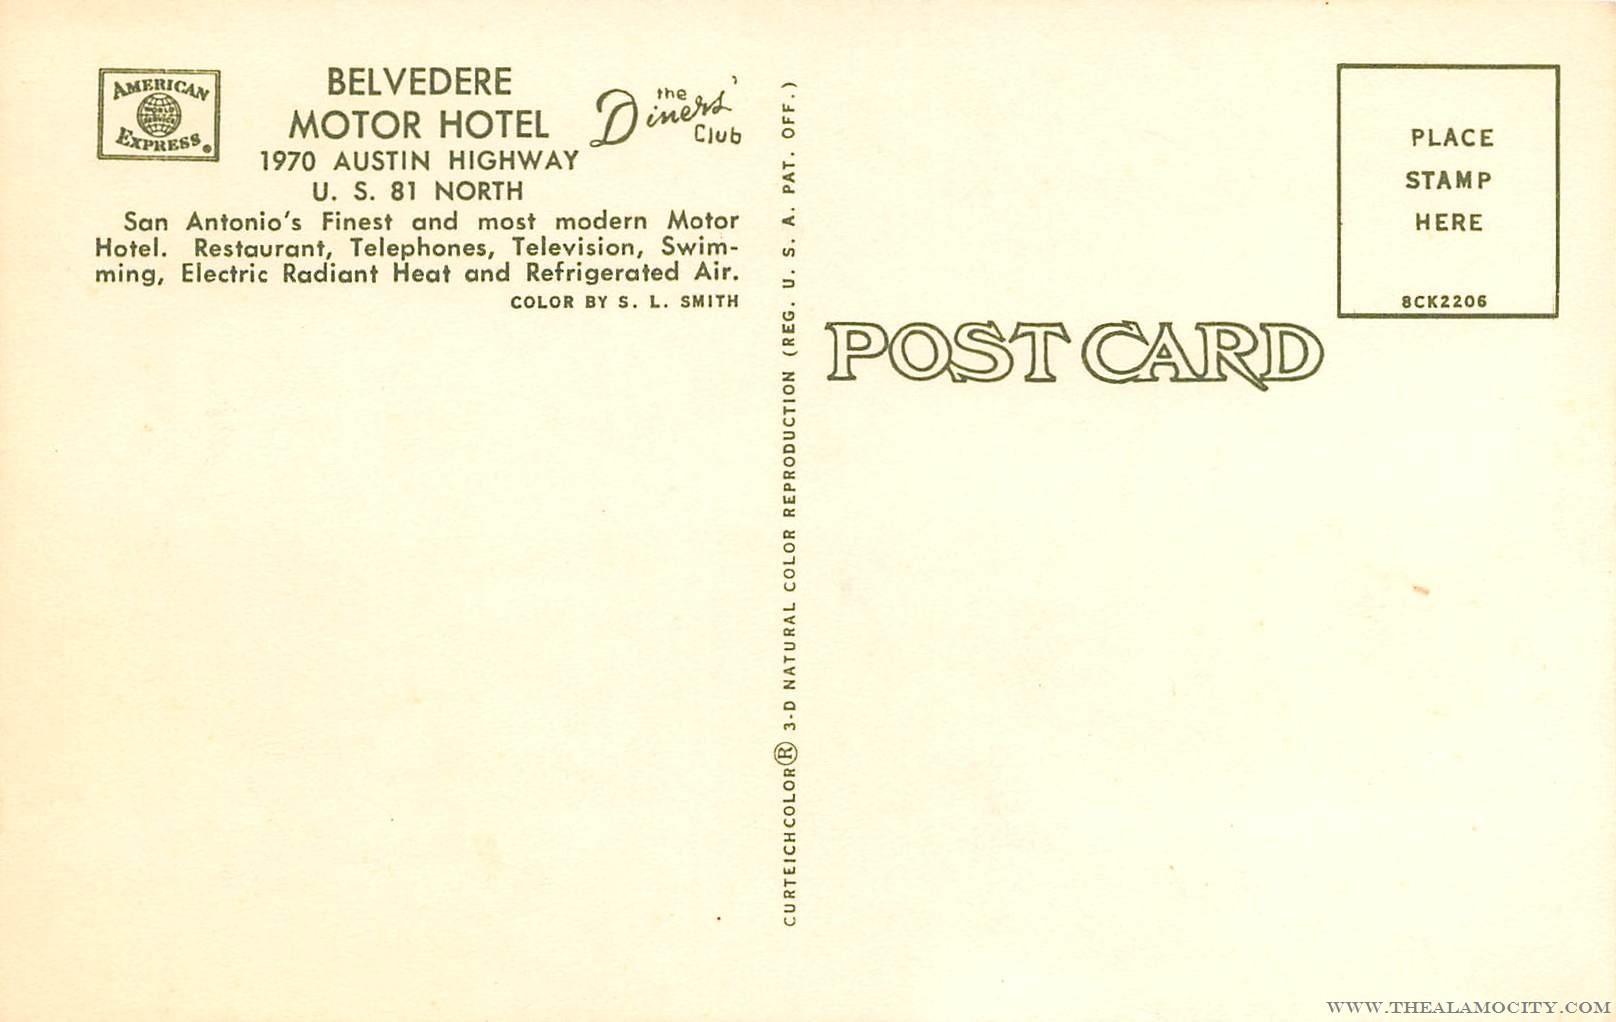 AMERICAN
WORLD
SERVICE
EXPRESS
BELVEDERE
MOTOR HOTEL
1970 AUSTIN HIGHWAY
U. S. 81 NORTH
the
Diners'
Club
San Antonio's Finest and most modern Motor
Hotel. Restaurant, Telephones, Television, Swim-
ming, Electric Radiant Heat and Refrigerated Air.
COLOR BY S. L. SMITH
CURTEICHCOLOR® 3-D NATURAL COLOR REPRODUCTION (REG. U. S. A. PAT. OFF.)
POST CARD
PLACE
STAMP
HERE
8CK2206
WWW.THEALAMOCITY.COM